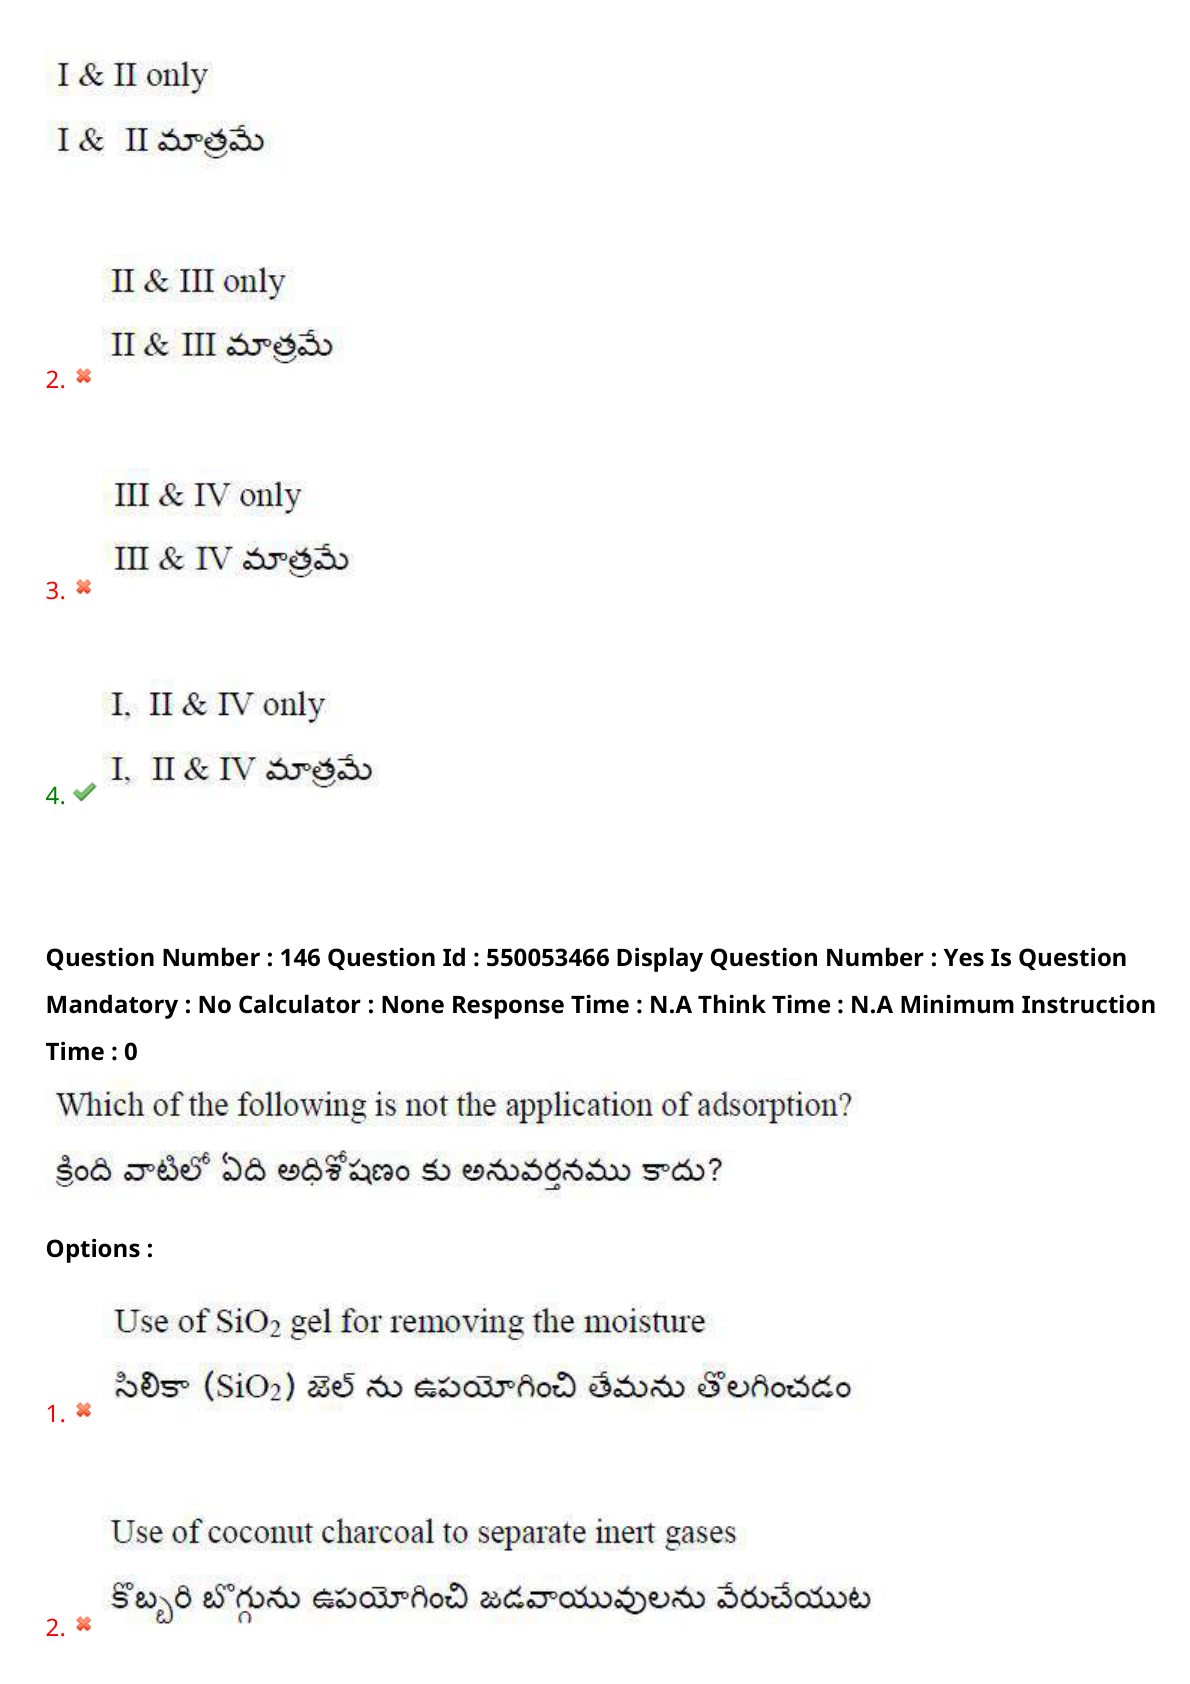 I & II only
I & II మాత్రమే
II & III only
II & III మాత్రమే
2.
III & IV only
III & IV మాత్రమే
3.
I, II & IV only
I, II & IV మాత్రమే
4.
Question Number : 146 Question Id : 550053466 Display Question Number : Yes Is Question
Mandatory : No Calculator : None Response Time : N.A Think Time : N.A Minimum Instruction
Time : 0
Which of the following is not the application of adsorption?
క్రింది వాటిలో ఏది అధిశోషణం కు అనువర్తనము కాదు?
Options :
Use of SiO₂ gel for removing the moisture
సిలికా (SiO₂) జెల్ ను ఉపయోగించి తేమను తొలగించడం
1.
Use of coconut charcoal to separate inert gases
కొబ్బరి బొగ్గును ఉపయోగించి జడవాయువులను వేరుచేయుట
2.